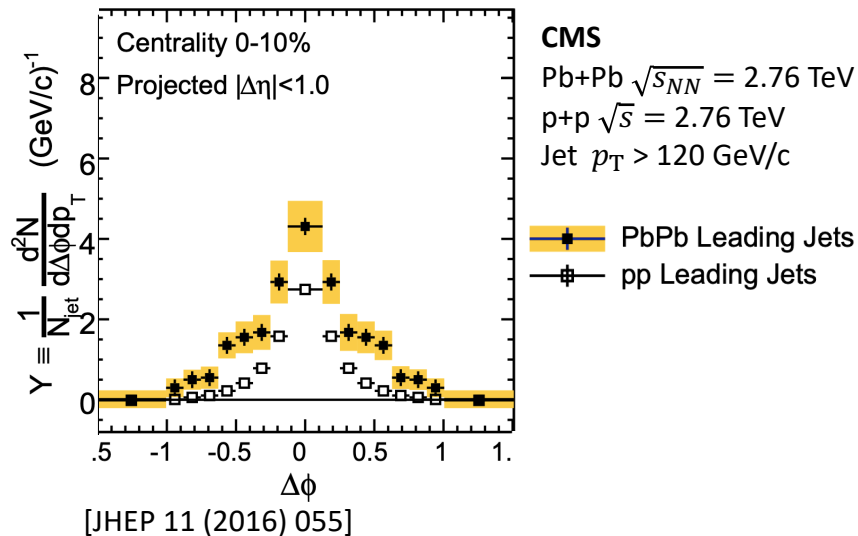 Centrality 0-10%
Projected |Δη|<1.0
Y ≡ 1/N_jet d²N/dΔϕdp_T (GeV/c)⁻¹
8
6
4
2
0
.5 -1 -0.5 0 0.5 1 1.
Δϕ
[JHEP 11 (2016) 055]
CMS
Pb+Pb √s_NN = 2.76 TeV
p+p √s = 2.76 TeV
Jet p_T > 120 GeV/c
PbPb Leading Jets
pp Leading Jets